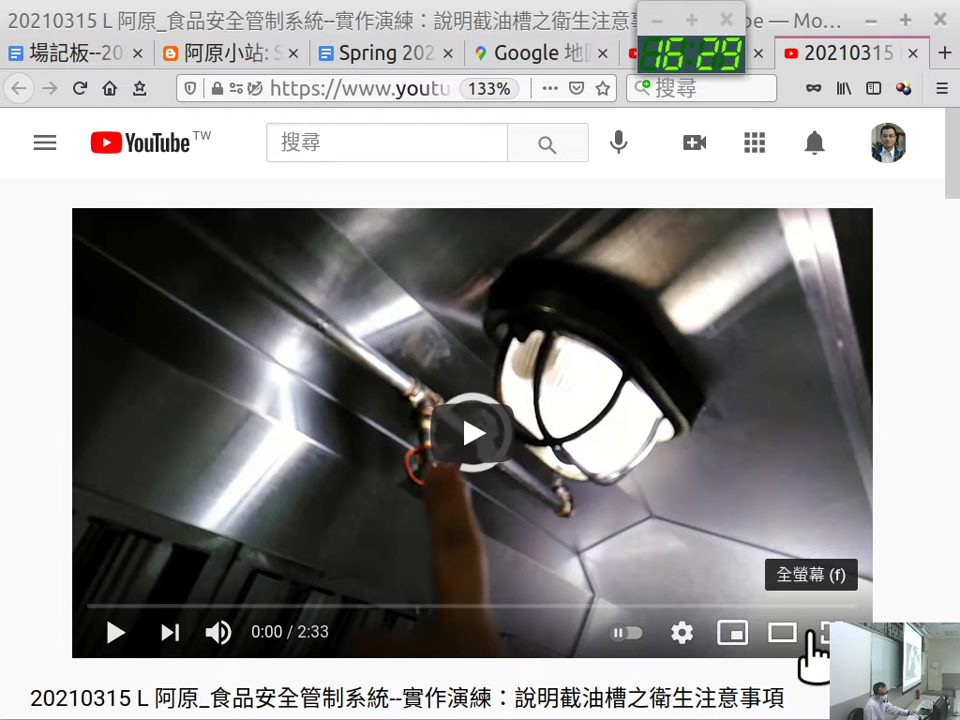 20210315 L 阿原_食品安全管制系統--實作演練：說明截油槽之衛生注意
pe — Mo…
16:29
場記板--20
阿原小站: S
Spring 202
Google 地
20210315
https://www.youtu
133%
搜尋
YouTube TW
搜尋
全螢幕 (f)
0:00 / 2:33
20210315 L 阿原_食品安全管制系統--實作演練：說明截油槽之衛生注意事項